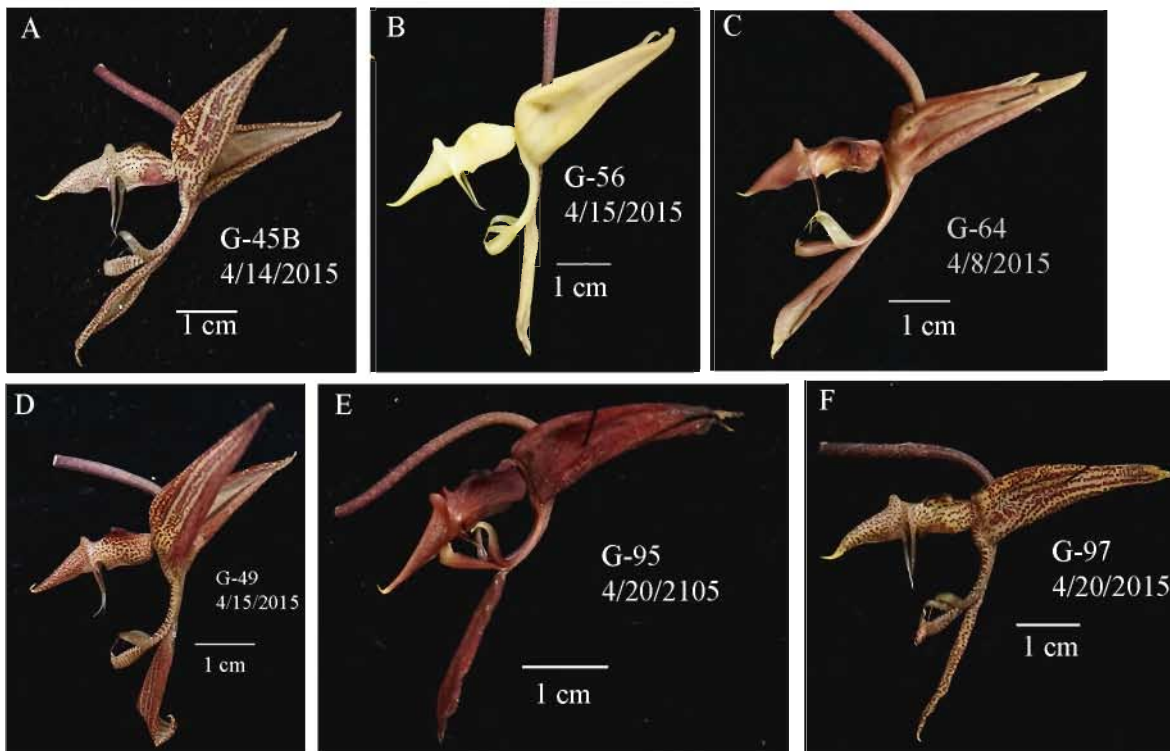 A
G-45B
4/14/2015
1 cm
B
G-56
4/15/2015
1 cm
C
G-64
4/8/2015
1 cm
D
G-49
4/15/2015
1 cm
E
G-95
4/20/2105
1 cm
F
G-97
4/20/2015
1 cm